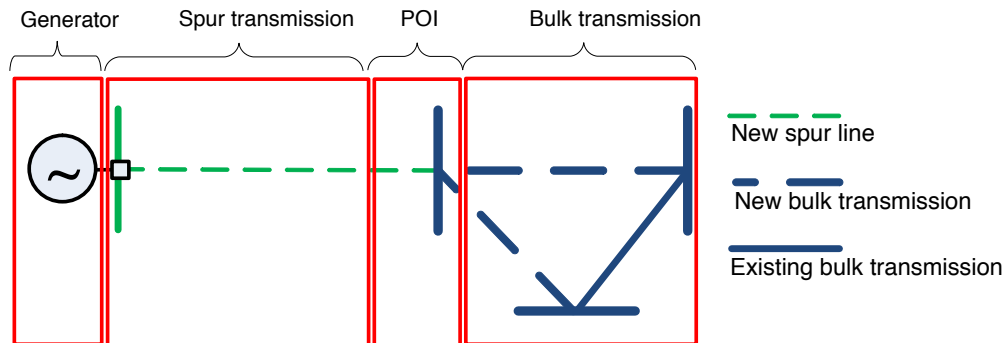 Generator
Spur transmission
POI
Bulk transmission
New spur line
New bulk transmission
Existing bulk transmission